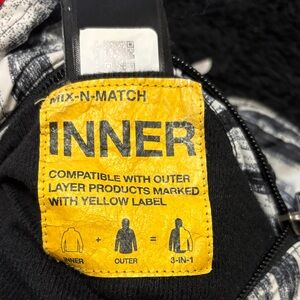 MIX-N-MATCH
INNER
COMPATIBLE WITH OUTER
LAYER PRODUCTS MARKED
WITH YELLOW LABEL
+ =
INNER OUTER 3-IN-1